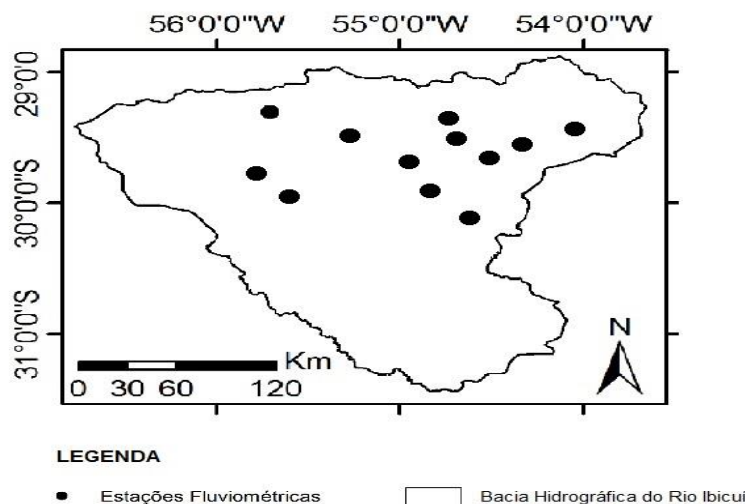 56°0'0"W 55°0'0"W 54°0'0"W
29°0'0
30°0'0"S
31°0'0"S
Km
0 30 60 120
N
LEGENDA
Estações Fluviométricas Bacia Hidrográfica do Rio Ibicuí